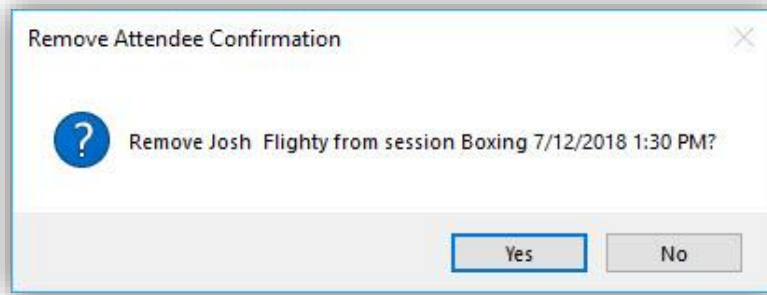 Remove Attendee Confirmation
?
Remove Josh  Flighty from session Boxing 7/12/2018 1:30 PM?
Yes No